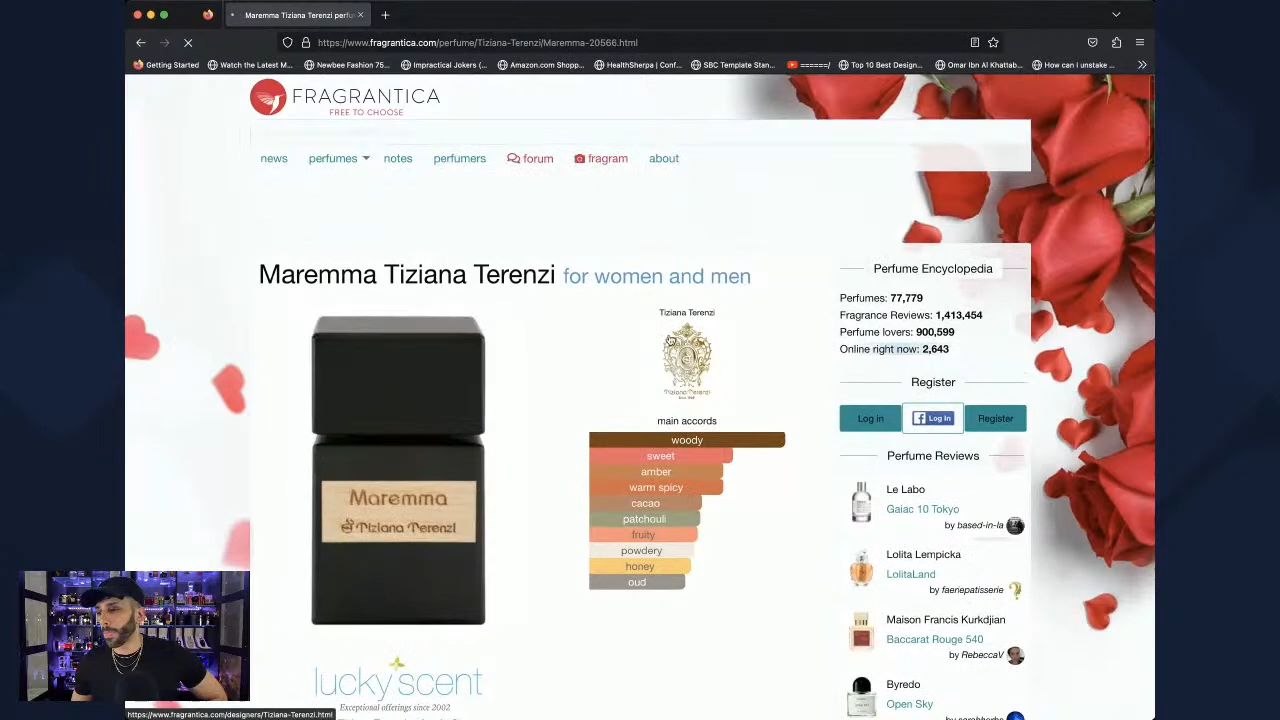 Maremma Tiziana Terenzi perfu
https://www.fragrantica.com/perfume/Tiziana-Terenzi/Maremma-20566.html
Getting Started
Watch the Latest M...
Newbee Fashion 75...
Impractical Jokers (...
Amazon.com Shopp...
HealthSherpa | Conf...
SBC Template Stan...
======/
Top 10 Best Design...
Omar Ibn Al Khattab...
How can I unstake ...
FRAGRANTICA
FREE TO CHOOSE
news
perfumes
notes
perfumers
forum
fragram
about
Maremma Tiziana Terenzi for women and men
Maremma
Tiziana Terenzi
lucky scent
Exceptional offerings since 2002
Tiziana Terenzi
Tiziana Terenzi
main accords
woody
sweet
amber
warm spicy
cacao
patchouli
fruity
powdery
honey
oud
Perfume Encyclopedia
Perfumes: 77,779
Fragrance Reviews: 1,413,454
Perfume lovers: 900,599
Online right now: 2,643
Register
Log in
Log In
Register
Perfume Reviews
Le Labo
Gaiac 10 Tokyo
by based-in-la
Lolita Lempicka
LolitaLand
by faeriepatisserie
Maison Francis Kurkdjian
Baccarat Rouge 540
by RebeccaV
Byredo
Open Sky
https://www.fragrantica.com/designers/Tiziana-Terenzi.html